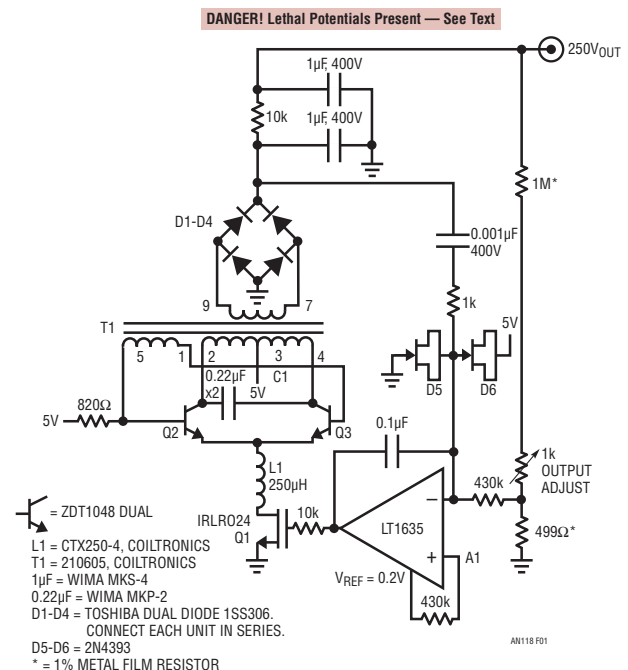 DANGER! Lethal Potentials Present — See Text
250VOUT
1µF, 400V
10k
1µF, 400V
1M*
D1-D4
0.001µF
400V
9
7
1k
T1
5V
5
1
2
3
4
0.22µF
x2
C1
5V
D5
D6
820Ω
5V
Q2
Q3
0.1µF
1k
OUTPUT
ADJUST
L1
250µH
–
430k
IRLR024
Q1
10k
LT1635
499Ω*
+
A1
VREF = 0.2V
430k
= ZDT1048 DUAL
L1 = CTX250-4, COILTRONICS
T1 = 210605, COILTRONICS
1µF = WIMA MKS-4
0.22µF = WIMA MKP-2
D1-D4 = TOSHIBA DUAL DIODE 1SS306.
CONNECT EACH UNIT IN SERIES.
D5-D6 = 2N4393
* = 1% METAL FILM RESISTOR
AN118 F01